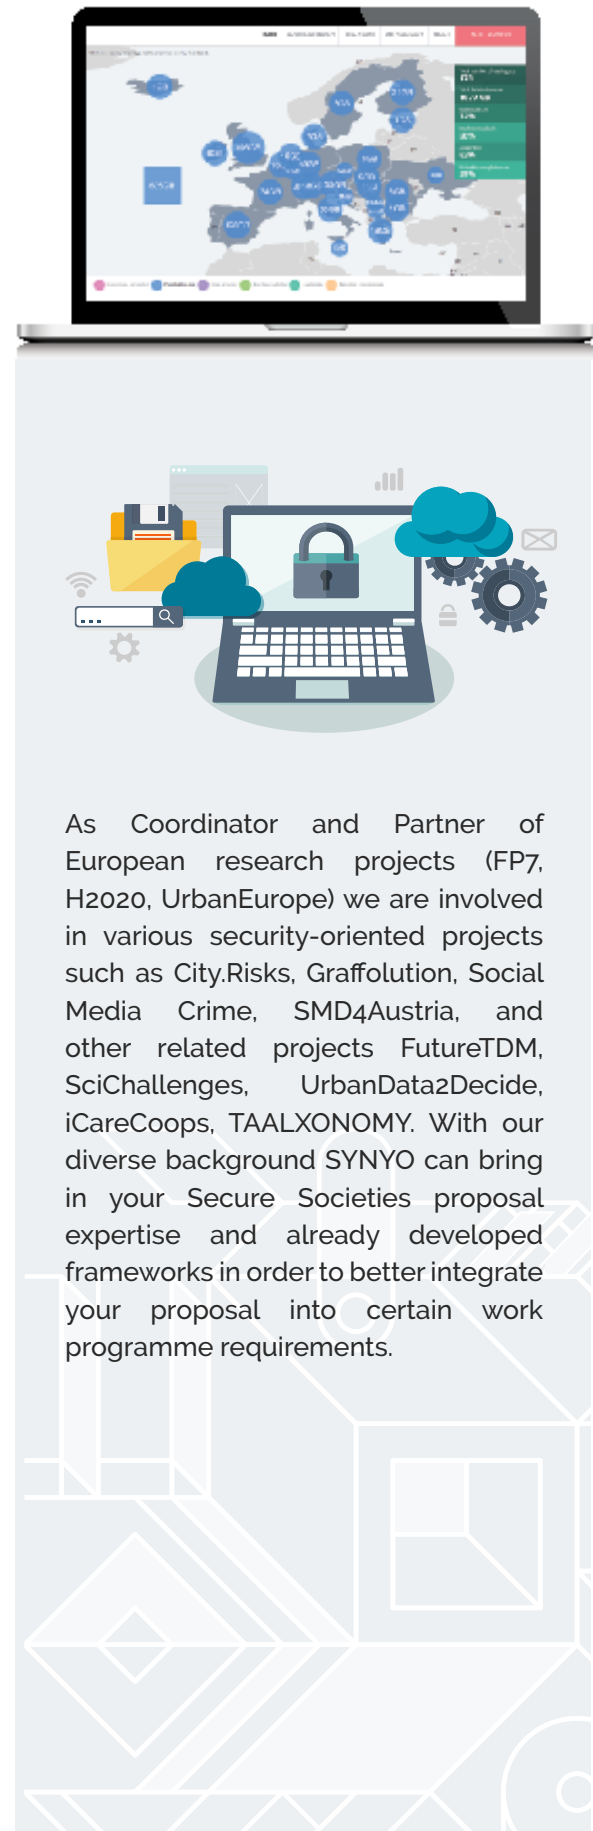 As Coordinator and Partner of
European research projects (FP7,
H2020, UrbanEurope) we are involved
in various security-oriented projects
such as City.Risks, Graffolution, Social
Media Crime, SMD4Austria, and
other related projects FutureTDM,
SciChallenges, UrbanData2Decide,
iCareCoops, TAALXONOMY. With our
diverse background SYNYO can bring
in your Secure Societies proposal
expertise and already developed
frameworks in order to better integrate
your proposal into certain work
programme requirements.